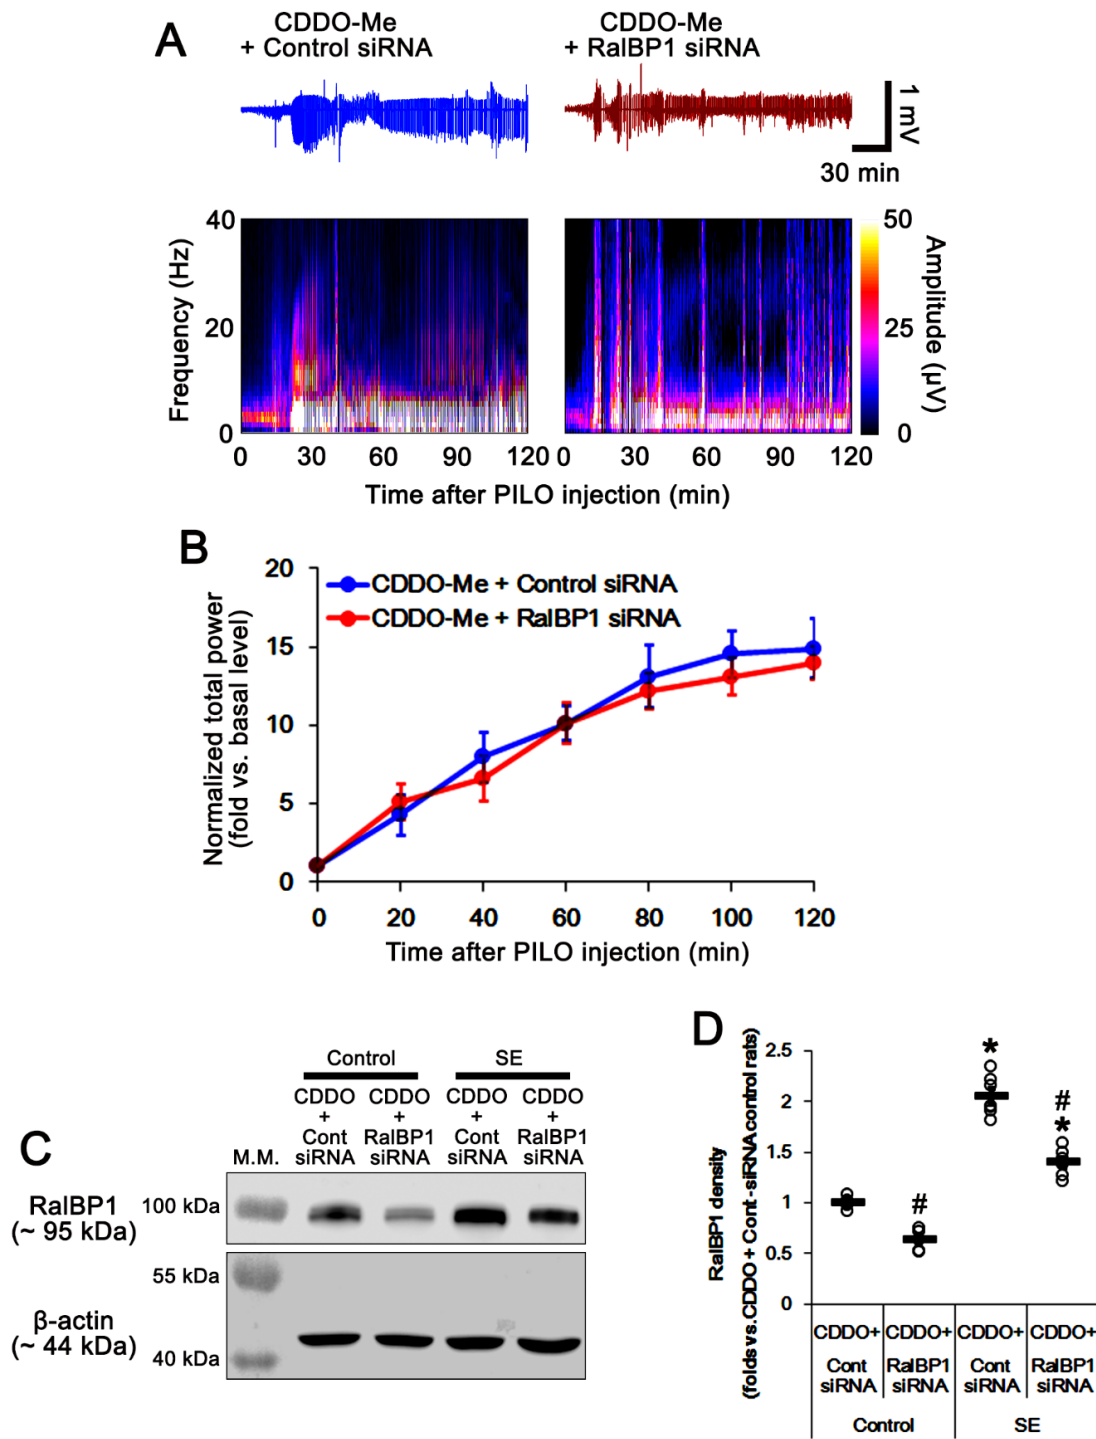 A
CDDO-Me
+ Control siRNA
CDDO-Me
+ RalBP1 siRNA
1 mV
30 min
Frequency (Hz)
40
20
0
0 30 60 90 120
0 30 60 90 120
50
25
0
Amplitude (µV)
Time after PILO injection (min)
B
Normalized total power
(fold vs. basal level)
20
15
10
5
0
CDDO-Me + Control siRNA
CDDO-Me + RalBP1 siRNA
0 20 40 60 80 100 120
Time after PILO injection (min)
C
Control
SE
M.M.
CDDO
+
Cont
siRNA
CDDO
+
RalBP1
siRNA
CDDO
+
Cont
siRNA
CDDO
+
RalBP1
siRNA
RalBP1
(~ 95 kDa)
100 kDa
55 kDa
β-actin
(~ 44 kDa)
40 kDa
D
RalBP1 density
(folds vs. CDDO + Cont-siRNA control rats)
2.5
2
1.5
1
0.5
0
#
*
#
*
CDDO+
Cont
siRNA
CDDO+
RalBP1
siRNA
CDDO+
Cont
siRNA
CDDO+
RalBP1
siRNA
Control
SE